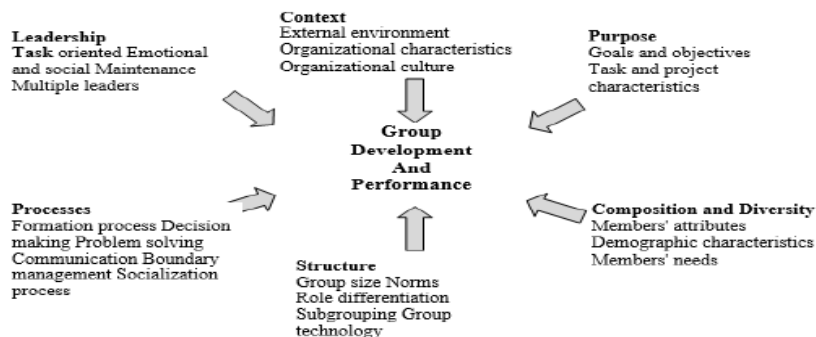 Context
External environment
Organizational characteristics
Organizational culture
Leadership
Task oriented Emotional
and social Maintenance
Multiple leaders
Purpose
Goals and objectives
Task and project
characteristics
Group
Development
And
Performance
Processes
Formation process Decision
making Problem solving
Communication Boundary
management Socialization
process
Structure
Group size Norms
Role differentiation
Subgrouping Group
technology
Composition and Diversity
Members' attributes
Demographic characteristics
Members' needs